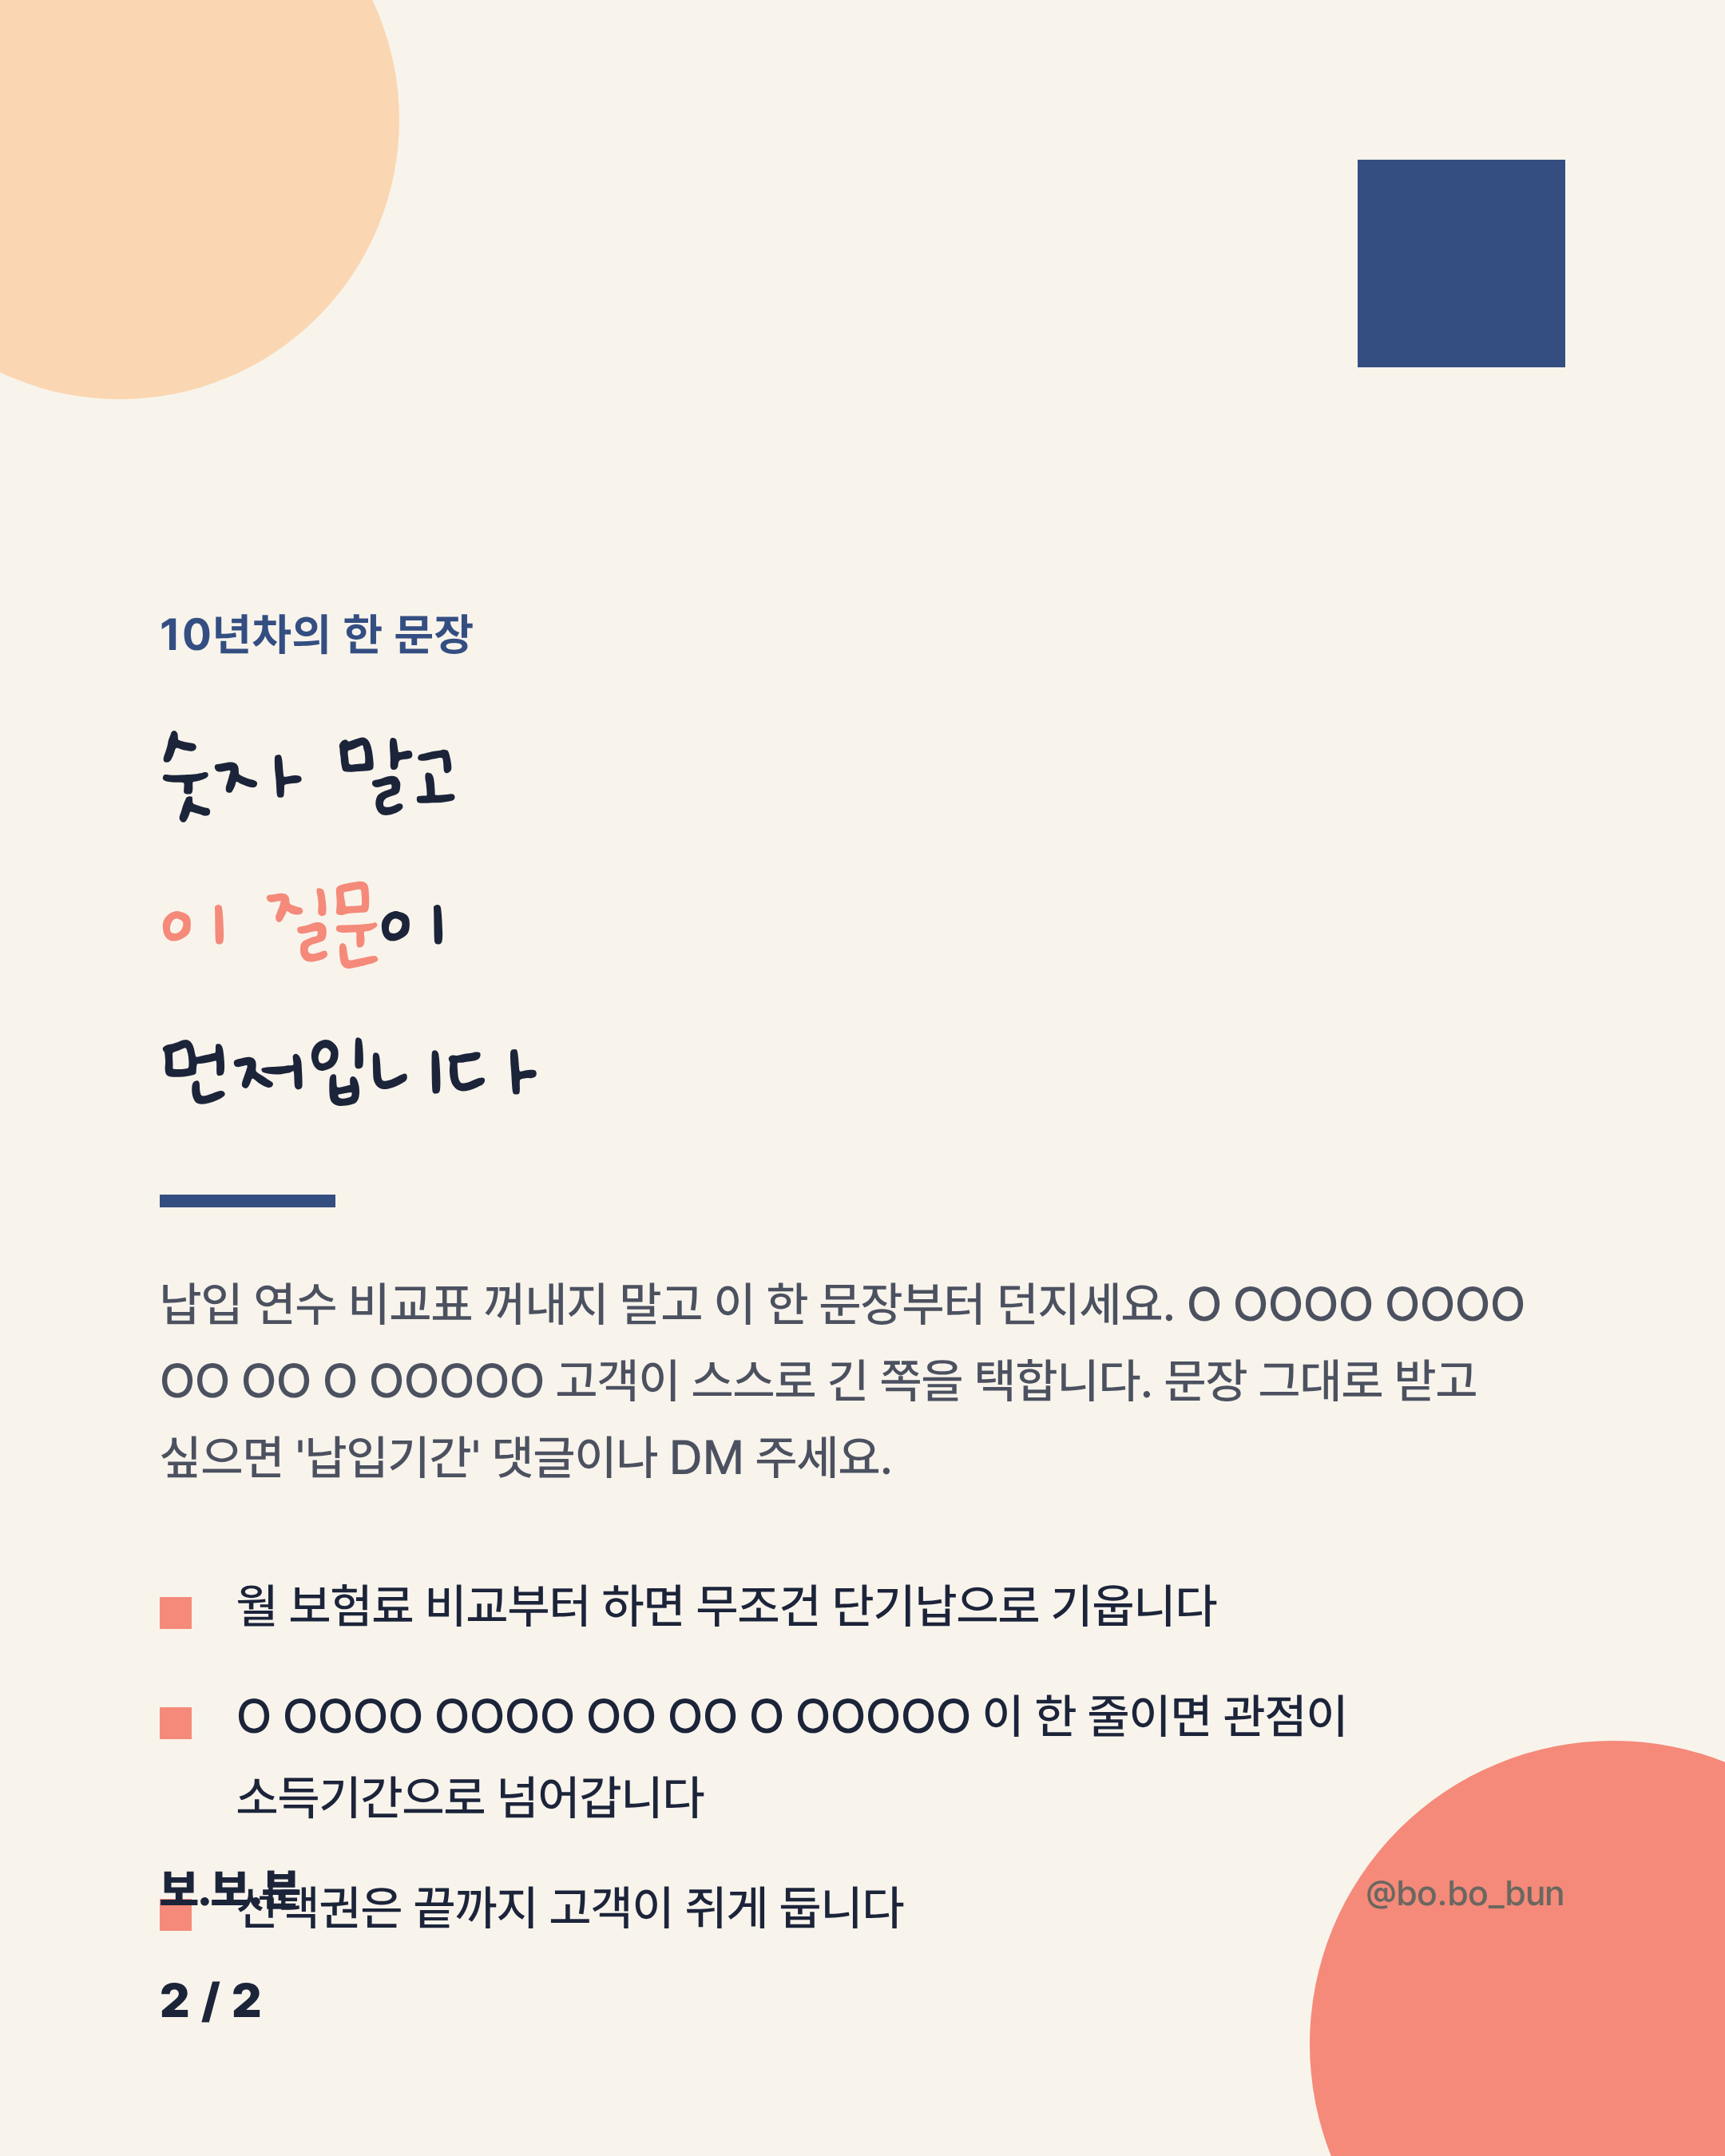 10년차의 한 문장
숫자 말고
이 질문이
먼저입니다
납입 연수 비교표 꺼내지 말고 이 한 문장부터 던지세요. O OOOO OOOO
OO OO O OOOOO 고객이 스스로 긴 쪽을 택합니다. 문장 그대로 받고
싶으면 '납입기간' 댓글이나 DM 주세요.
월 보험료 비교부터 하면 무조건 단기납으로 기웁니다
O OOOO OOOO OO OO O OOOOO 이 한 줄이면 관점이
소득기간으로 넘어갑니다
보.보.분
선택권은 끝까지 고객이 쥐게 둡니다
@bo.bo_bun
2 / 2